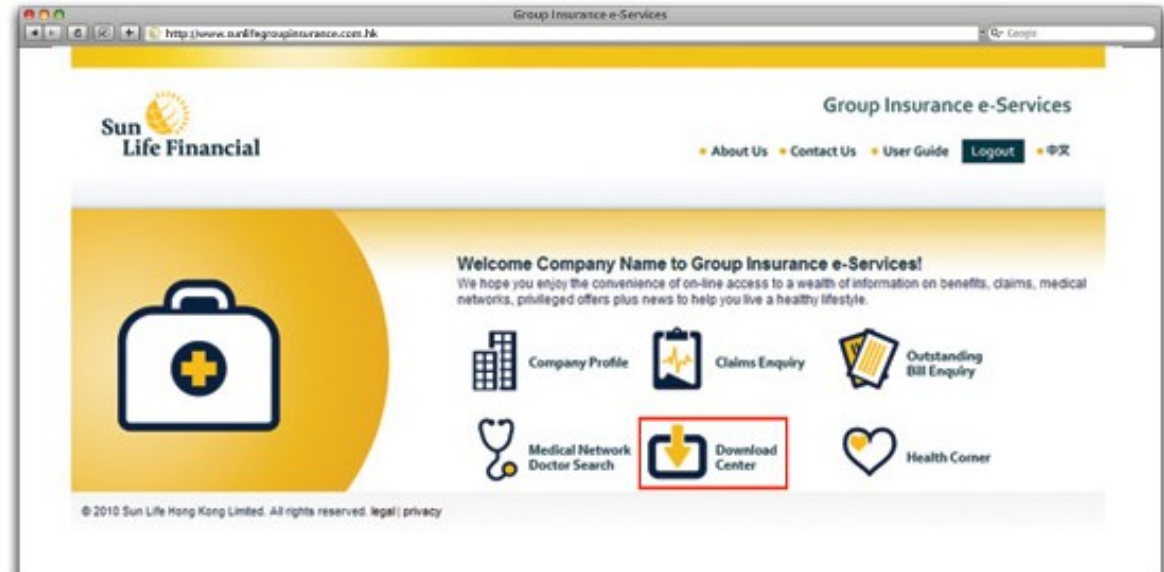 Group Insurance e-Services
http://www.sunlifegroupinsurance.com.hk
Google
Sun
Life Financial
Group Insurance e-Services
About Us
Contact Us
User Guide
Logout
中文
Welcome Company Name to Group Insurance e-Services!
We hope you enjoy the convenience of on-line access to a wealth of information on benefits, claims, medical
networks, privileged offers plus news to help you live a healthy lifestyle.
Company Profile
Claims Enquiry
Outstanding
Bill Enquiry
Medical Network
Doctor Search
Download
Center
Health Corner
© 2010 Sun Life Hong Kong Limited. All rights reserved. legal | privacy